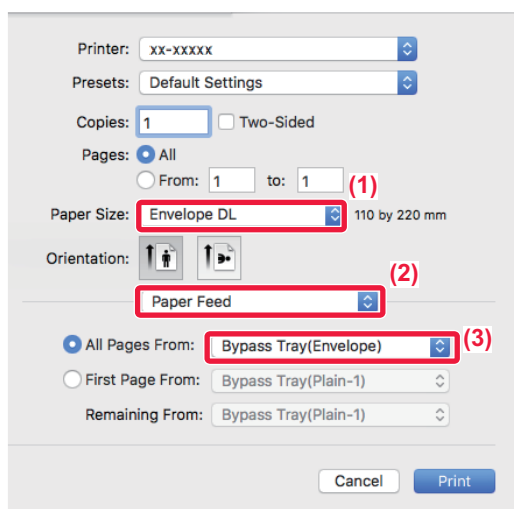 Printer: xx-xxxxx
Presets: Default Settings
Copies: 1 Two-Sided
Pages: All
From: 1 to: 1
(1)
Paper Size: Envelope DL 110 by 220 mm
Orientation:
(2)
Paper Feed
All Pages From: Bypass Tray(Envelope) (3)
First Page From: Bypass Tray(Plain-1)
Remaining From: Bypass Tray(Plain-1)
Cancel Print